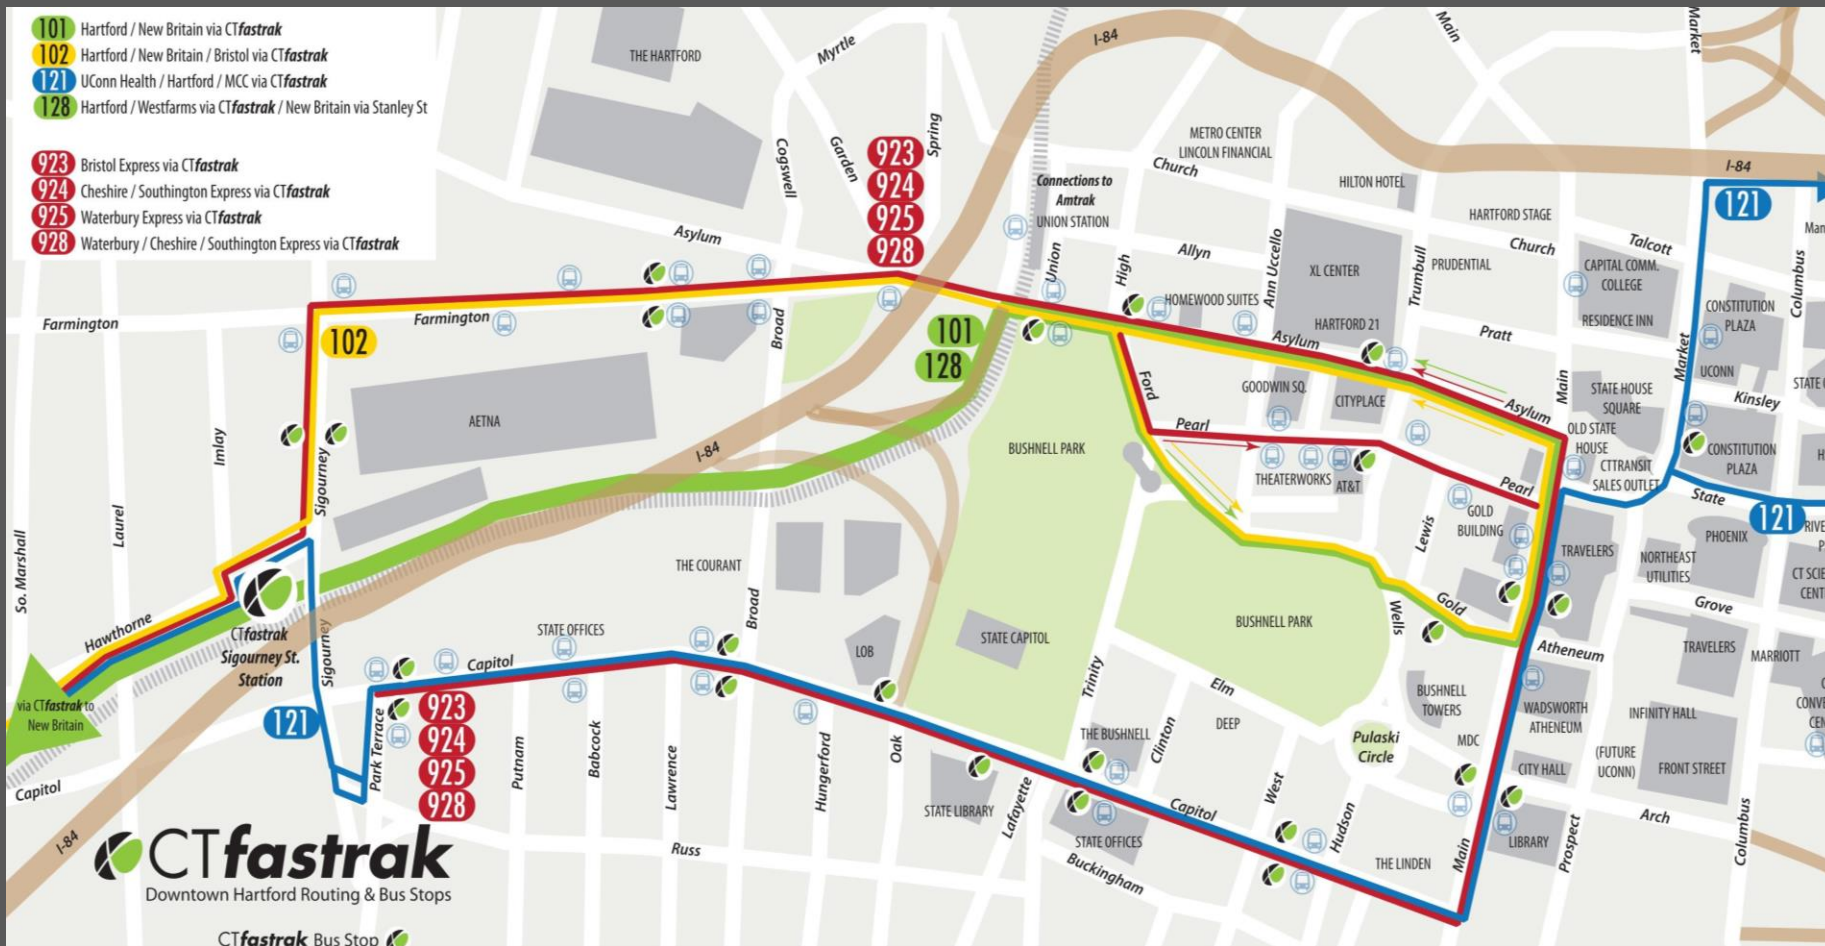 101 Hartford / New Britain via CTfastrak
102 Hartford / New Britain / Bristol via CTfastrak
121 UConn Health / Hartford / MCC via CTfastrak
128 Hartford / Westfarms via CTfastrak / New Britain via Stanley St
923 Bristol Express via CTfastrak
924 Cheshire / Southington Express via CTfastrak
925 Waterbury Express via CTfastrak
928 Waterbury / Cheshire / Southington Express via CTfastrak
THE HARTFORD
Myrtle
I-84
Main
Market
Cogswell
Garden
Spring
923
924
925
928
METRO CENTER
LINCOLN FINANCIAL
Church
HILTON HOTEL
I-84
121
Connections to
Amtrak
UNION STATION
HARTFORD STAGE
Church
Talcott
Asylum
Union
High
Allyn
Ann Uccello
XL CENTER
Trumbull
PRUDENTIAL
CAPITAL COMM.
COLLEGE
Columbus
Farmington
Farmington
102
Broad
101
128
HOMEWOOD SUITES
HARTFORD 21
Asylum
Pratt
RESIDENCE INN
CONSTITUTION
PLAZA
Market
UCONN
Kinsley
Main
STATE HOUSE
SQUARE
Asylum
OLD STATE
HOUSE
CTTRANSIT
SALES OUTLET
CONSTITUTION
PLAZA
State
121
AETNA
Imlay
Sigourney
I-84
BUSHNELL PARK
Ford
Pearl
GOODWIN SQ.
CITYPLACE
THEATERWORKS
AT&T
Pearl
GOLD
BUILDING
Lewis
TRAVELERS
PHOENIX
NORTHEAST
UTILITIES
Grove
So. Marshall
Laurel
Hawthorne
CTfastrak
Sigourney St.
Station
Sigourney
via CTfastrak to
New Britain
Capitol
THE COURANT
Broad
STATE OFFICES
Capitol
LOB
STATE CAPITOL
Trinity
BUSHNELL PARK
Wells
Gold
Atheneum
TRAVELERS
MARRIOTT
Elm
DEEP
BUSHNELL
TOWERS
WADSWORTH
ATHENEUM
INFINITY HALL
121
Park Terrace
923
924
925
928
Putnam
Babcock
Lawrence
Hungerford
Oak
STATE LIBRARY
Lafayette
THE BUSHNELL
Clinton
STATE OFFICES
Capitol
West
Hudson
Pulaski
Circle
MDC
CITY HALL
(FUTURE
UCONN)
FRONT STREET
Arch
Columbus
LIBRARY
Prospect
Main
THE LINDEN
Buckingham
Russ
I-84
CTfastrak
Downtown Hartford Routing & Bus Stops
CTfastrak Bus Stop